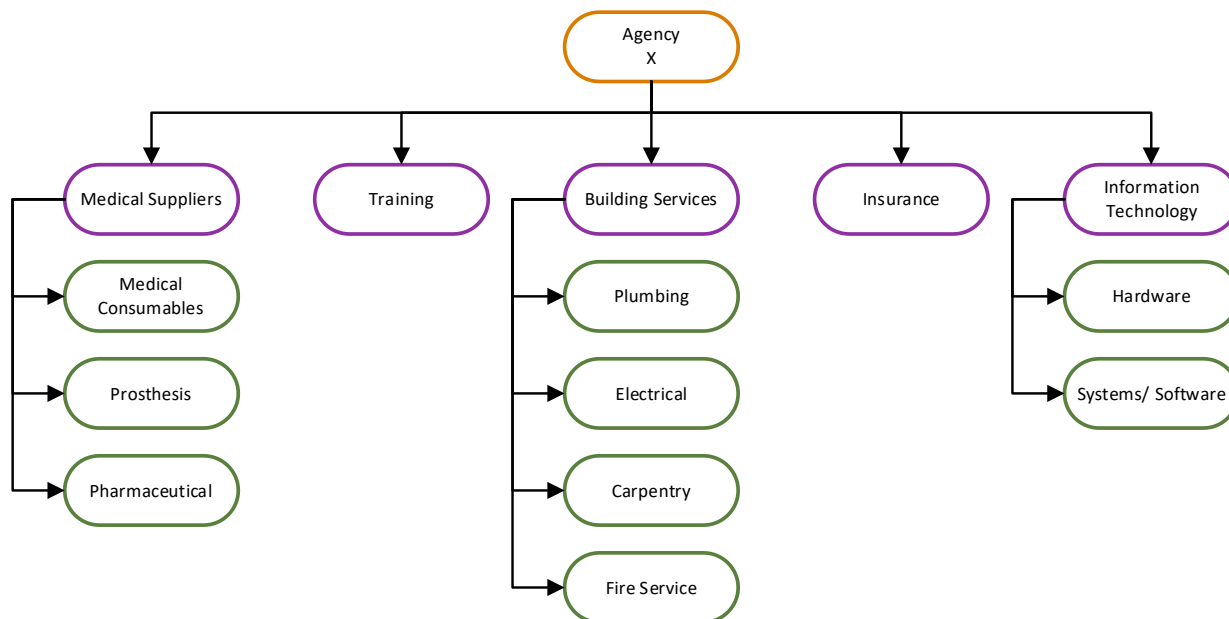 Agency
X
Medical Suppliers
Training
Building Services
Insurance
Information
Technology
Medical
Consumables
Plumbing
Hardware
Prosthesis
Electrical
Systems/ Software
Pharmaceutical
Carpentry
Fire Service